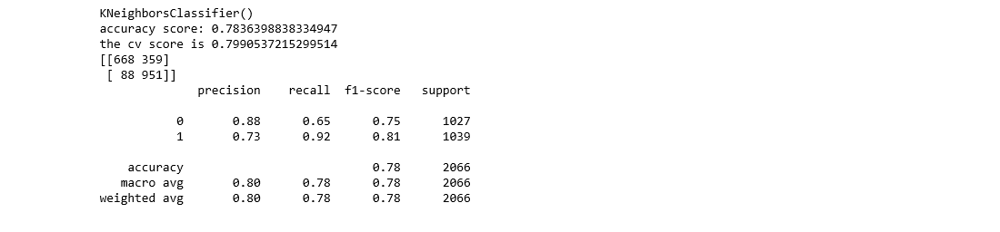 KNeighborsClassifier()
accuracy score: 0.7836398838334947
the cv score is 0.7990537215299514
[[668 359]
 [ 88 951]]
              precision    recall  f1-score   support

           0       0.88      0.65      0.75      1027
           1       0.73      0.92      0.81      1039

    accuracy                           0.78      2066
   macro avg       0.80      0.78      0.78      2066
weighted avg       0.80      0.78      0.78      2066